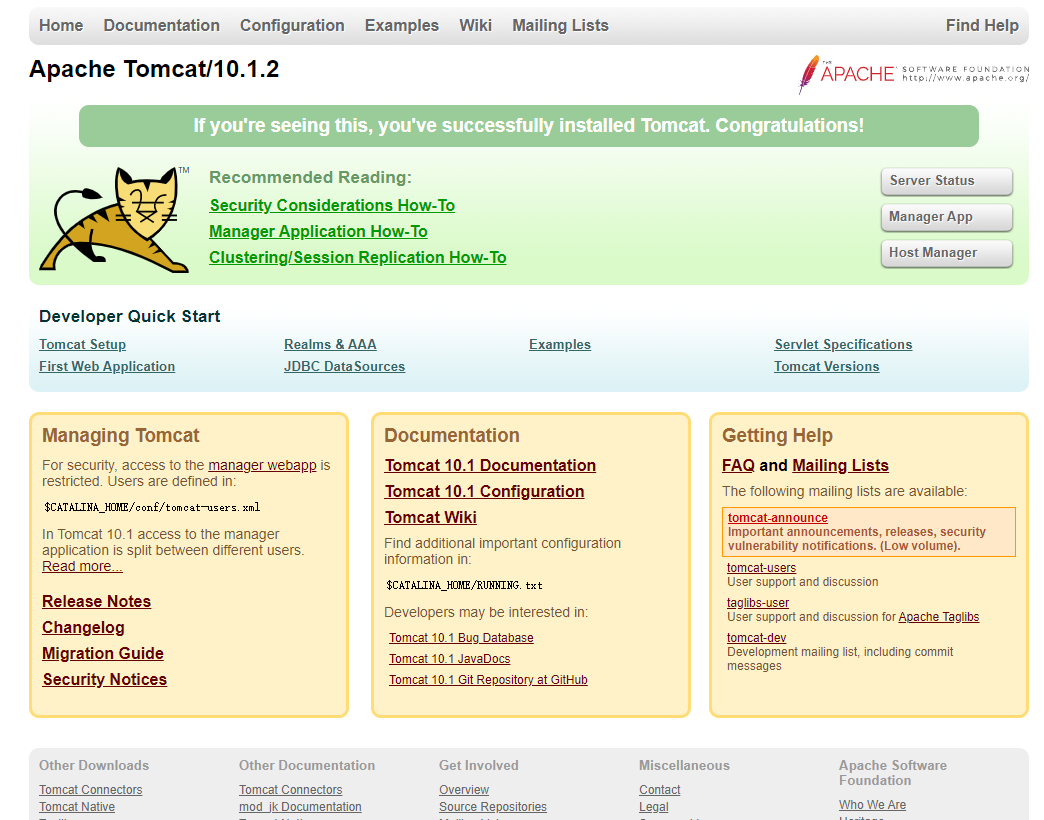 Home Documentation Configuration Examples Wiki Mailing Lists Find Help
Apache Tomcat/10.1.2
THE APACHE® SOFTWARE FOUNDATION
http://www.apache.org/
If you're seeing this, you've successfully installed Tomcat. Congratulations!
TM
Recommended Reading:
Security Considerations How-To
Manager Application How-To
Clustering/Session Replication How-To
Server Status
Manager App
Host Manager
Developer Quick Start
Tomcat Setup
First Web Application
Realms & AAA
JDBC DataSources
Examples
Servlet Specifications
Tomcat Versions
Managing Tomcat
For security, access to the manager webapp is
restricted. Users are defined in:
$CATALINA_HOME/conf/tomcat-users.xml
In Tomcat 10.1 access to the manager
application is split between different users.
Read more...
Release Notes
Changelog
Migration Guide
Security Notices
Documentation
Tomcat 10.1 Documentation
Tomcat 10.1 Configuration
Tomcat Wiki
Find additional important configuration
information in:
$CATALINA_HOME/RUNNING.txt
Developers may be interested in:
Tomcat 10.1 Bug Database
Tomcat 10.1 JavaDocs
Tomcat 10.1 Git Repository at GitHub
Getting Help
FAQ and Mailing Lists
The following mailing lists are available:
tomcat-announce
Important announcements, releases, security
vulnerability notifications. (Low volume).
tomcat-users
User support and discussion
taglibs-user
User support and discussion for Apache Taglibs
tomcat-dev
Development mailing list, including commit
messages
Other Downloads
Tomcat Connectors
Tomcat Native
Other Documentation
Tomcat Connectors
mod_jk Documentation
Get Involved
Overview
Source Repositories
Miscellaneous
Contact
Legal
Apache Software
Foundation
Who We Are